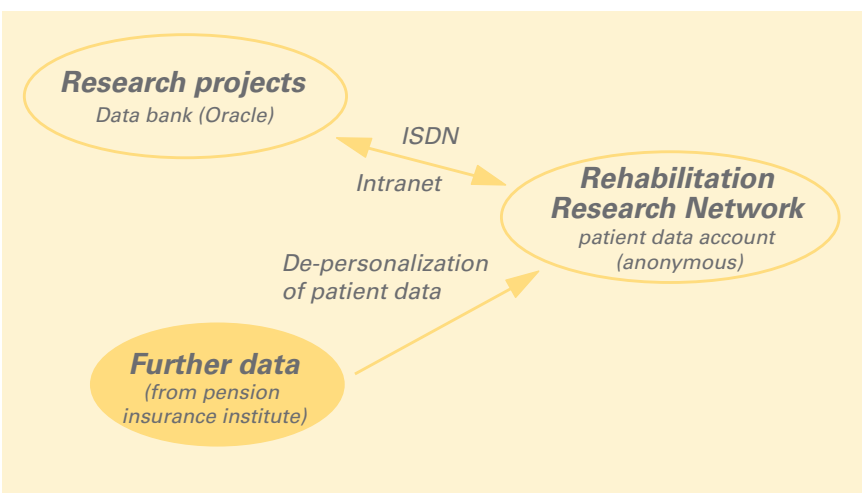 Research projects
Data bank (Oracle)
ISDN
Intranet
Rehabilitation
Research Network
patient data account
(anonymous)
De-personalization
of patient data
Further data
(from pension
insurance institute)